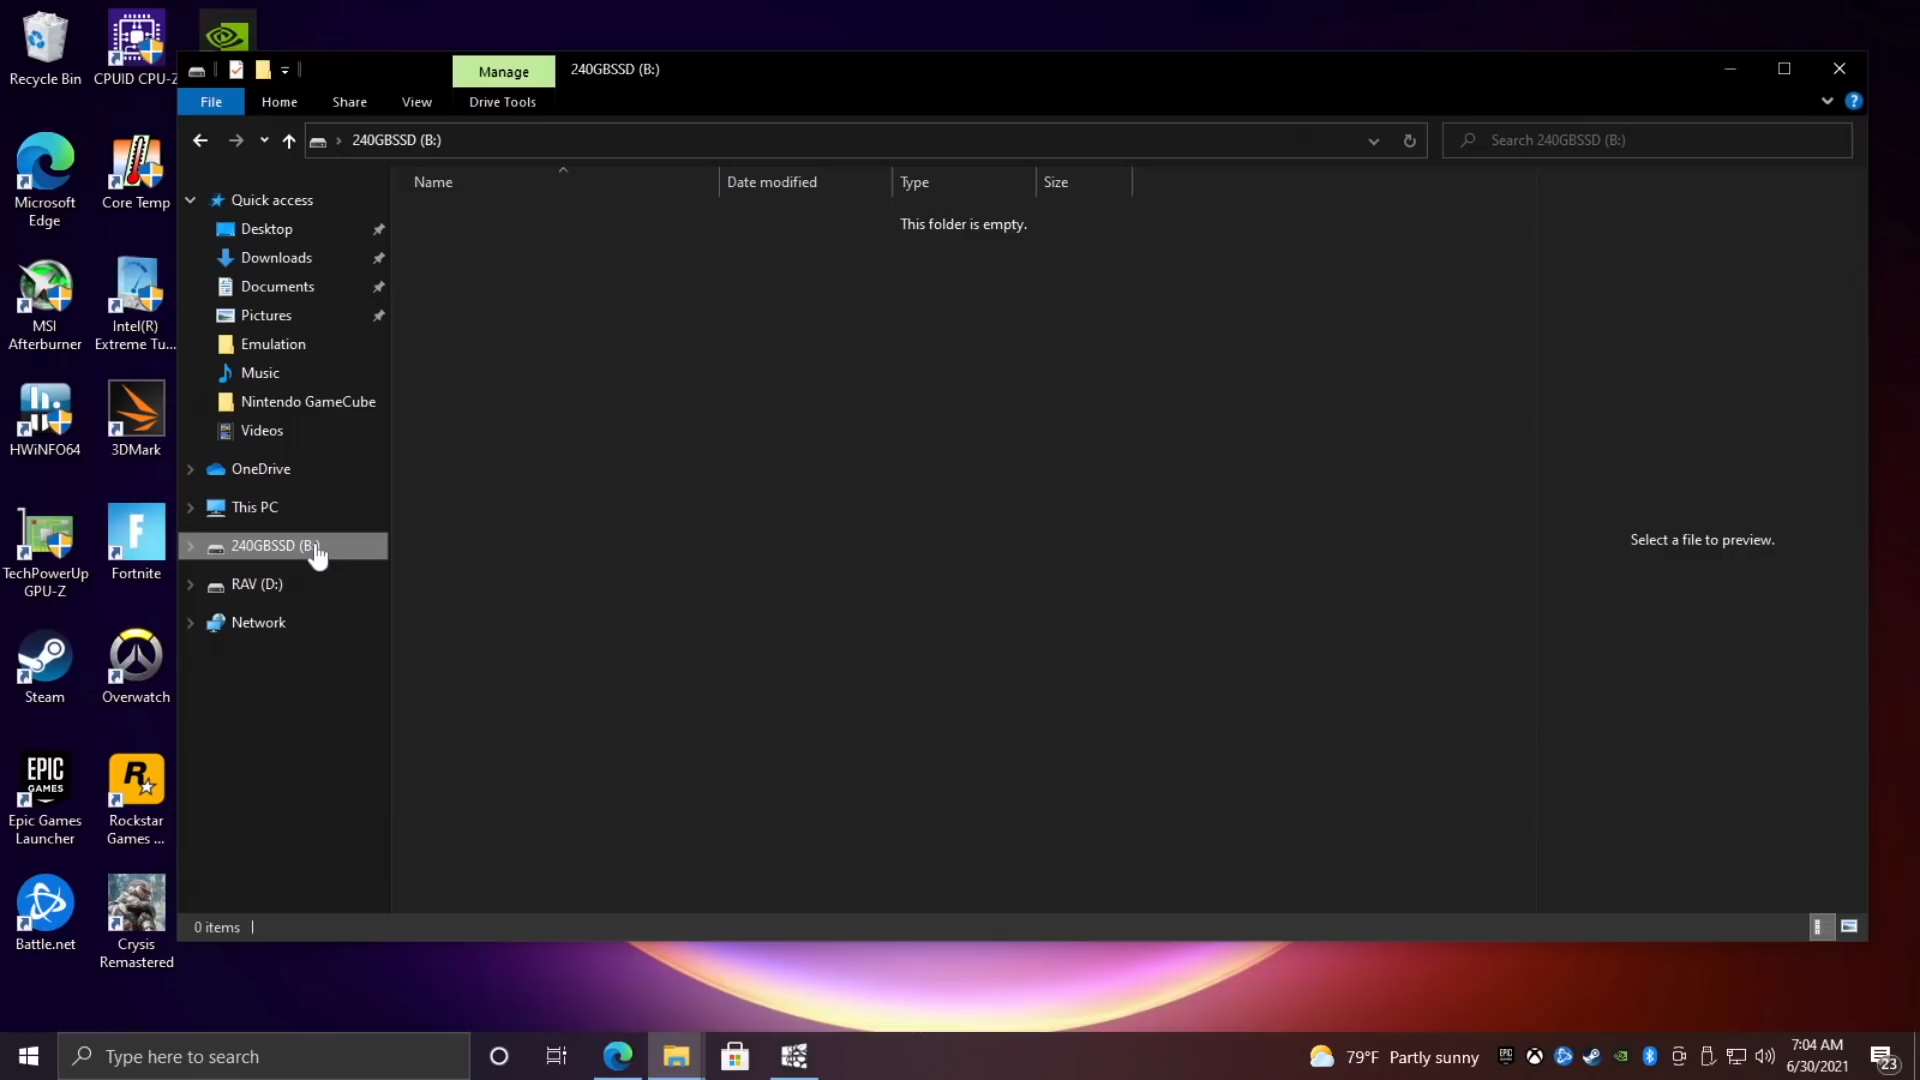 Recycle Bin
CPUID CPU-Z
Manage
240GBSSD (B:)
File
Home
Share
View
Drive Tools
240GBSSD (B:)
Search 240GBSSD (B:)
Name
Date modified
Type
Size
This folder is empty.
Quick access
Desktop
Downloads
Documents
Pictures
Emulation
Music
Nintendo GameCube
Videos
OneDrive
This PC
240GBSSD (B:)
RAV (D:)
Network
Select a file to preview.
0 items
Microsoft
Edge
Core Temp
MSI
Afterburner
Intel(R)
Extreme Tu...
HWiNFO64
3DMark
TechPowerUp
GPU-Z
F
Fortnite
Steam
Overwatch
EPIC
GAMES
Epic Games
Launcher
R
Rockstar
Games ...
Battle.net
Crysis
Remastered
Type here to search
79°F Partly sunny
7:04 AM
6/30/2021
23